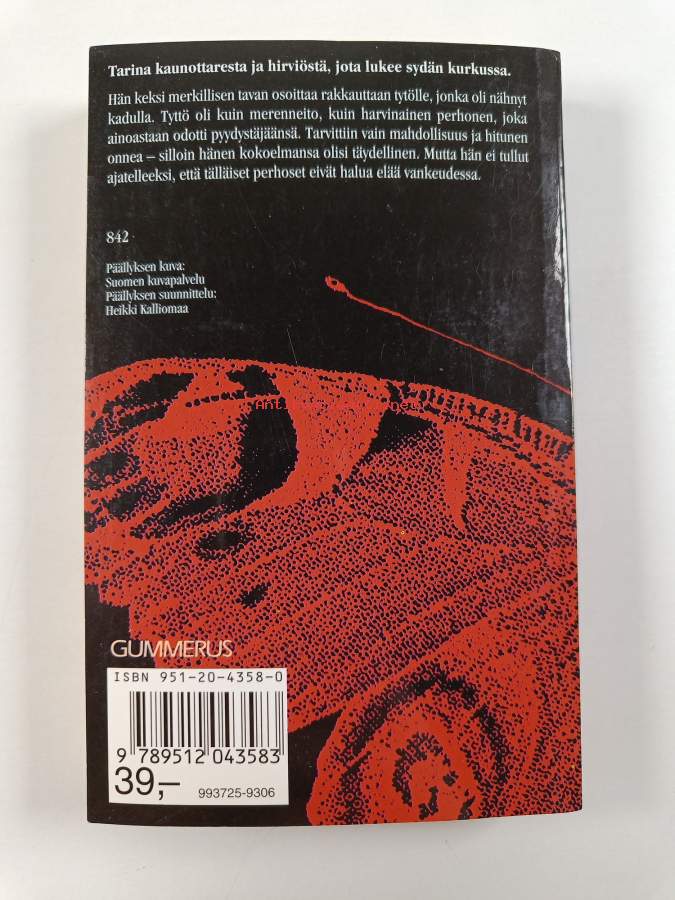 Tarina kaunottaresta ja hirviöstä, jota lukee sydän kurkussa.
Hän keksi merkillisen tavan osoittaa rakkauttaan tytölle, jonka oli nähnyt
kadulla. Tyttö oli kuin merenneito, kuin harvinainen perhonen, joka
ainoastaan odotti pyydystäjäänsä. Tarvittiin vain mahdollisuus ja hitunen
onnea – silloin hänen kokoelmansa olisi täydellinen. Mutta hän ei tullut
ajatelleeksi, että tälläiset perhoset eivät halua elää vankeudessa.
842
Päällyksen kuva:
Suomen kuvapalvelu
Päällyksen suunnittelu:
Heikki Kalliomaa
GUMMERUS
ISBN 951-20-4358-0
9 789512 043583
39,–
993725-9306